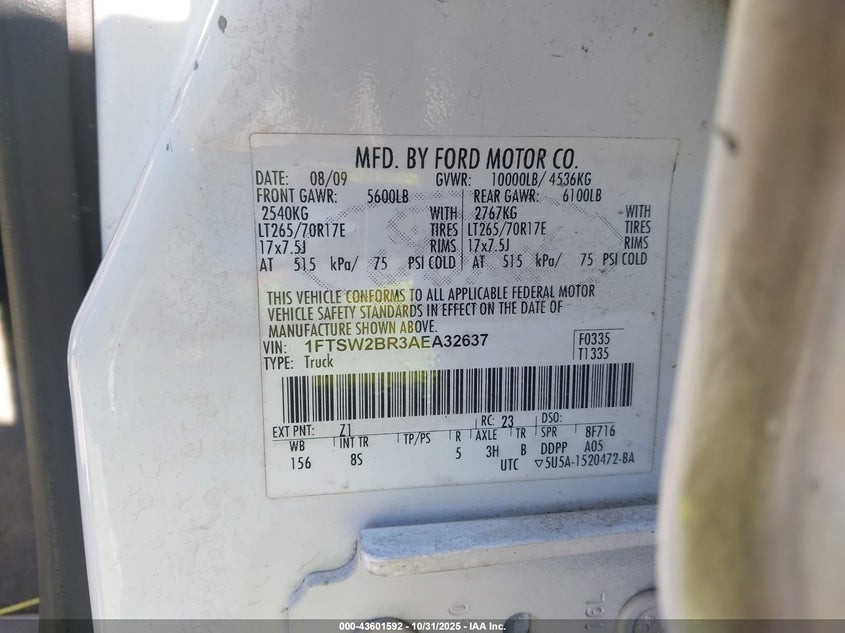 MFD. BY FORD MOTOR CO.
DATE: 08/09 GVWR: 10000LB/ 4536KG
FRONT GAWR: 5600LB REAR GAWR: 6100LB
2540KG WITH 2767KG WITH
LT265/70R17E TIRES LT265/70R17E TIRES
17x7.5J RIMS 17x7.5J RIMS
AT 515 kPa/ 75 PSI COLD AT 515 kPa/ 75 PSI COLD
THIS VEHICLE CONFORMS TO ALL APPLICABLE FEDERAL MOTOR
VEHICLE SAFETY STANDARDS IN EFFECT ON THE DATE OF
MANUFACTURE SHOWN ABOVE.
VIN: 1FTSW2BR3AEA32637 F0335
TYPE: Truck T1335
EXT PNT: Z1 RC: 23 DSO:
WB INT TR TP/PS R AXLE TR SPR 8F716
156 8S 5 3H B DDPP A05
UTC ▽5U5A-1520472-BA
0
16L
000-43601592 - 10/31/2025 - IAA Inc.